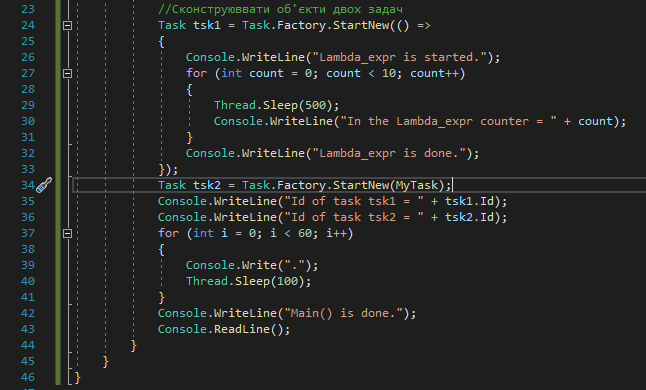 23 //Сконструюввати об'екти двох задач
24 Task tsk1 = Task.Factory.StartNew(() =>
25 {
26 Console.WriteLine("Lambda_expr is started.");
27 for (int count = 0; count < 10; count++)
28 {
29 Thread.Sleep(500);
30 Console.WriteLine("In the Lambda_expr counter = " + count);
31 }
32 Console.WriteLine("Lambda_expr is done.");
33 });
34 Task tsk2 = Task.Factory.StartNew(MyTask);
35 Console.WriteLine("Id of task tsk1 = " + tsk1.Id);
36 Console.WriteLine("Id of task tsk2 = " + tsk2.Id);
37 for (int i = 0; i < 60; i++)
38 {
39 Console.Write(".");
40 Thread.Sleep(100);
41 }
42 Console.WriteLine("Main() is done.");
43 Console.ReadLine();
44 }
45 }
46 }